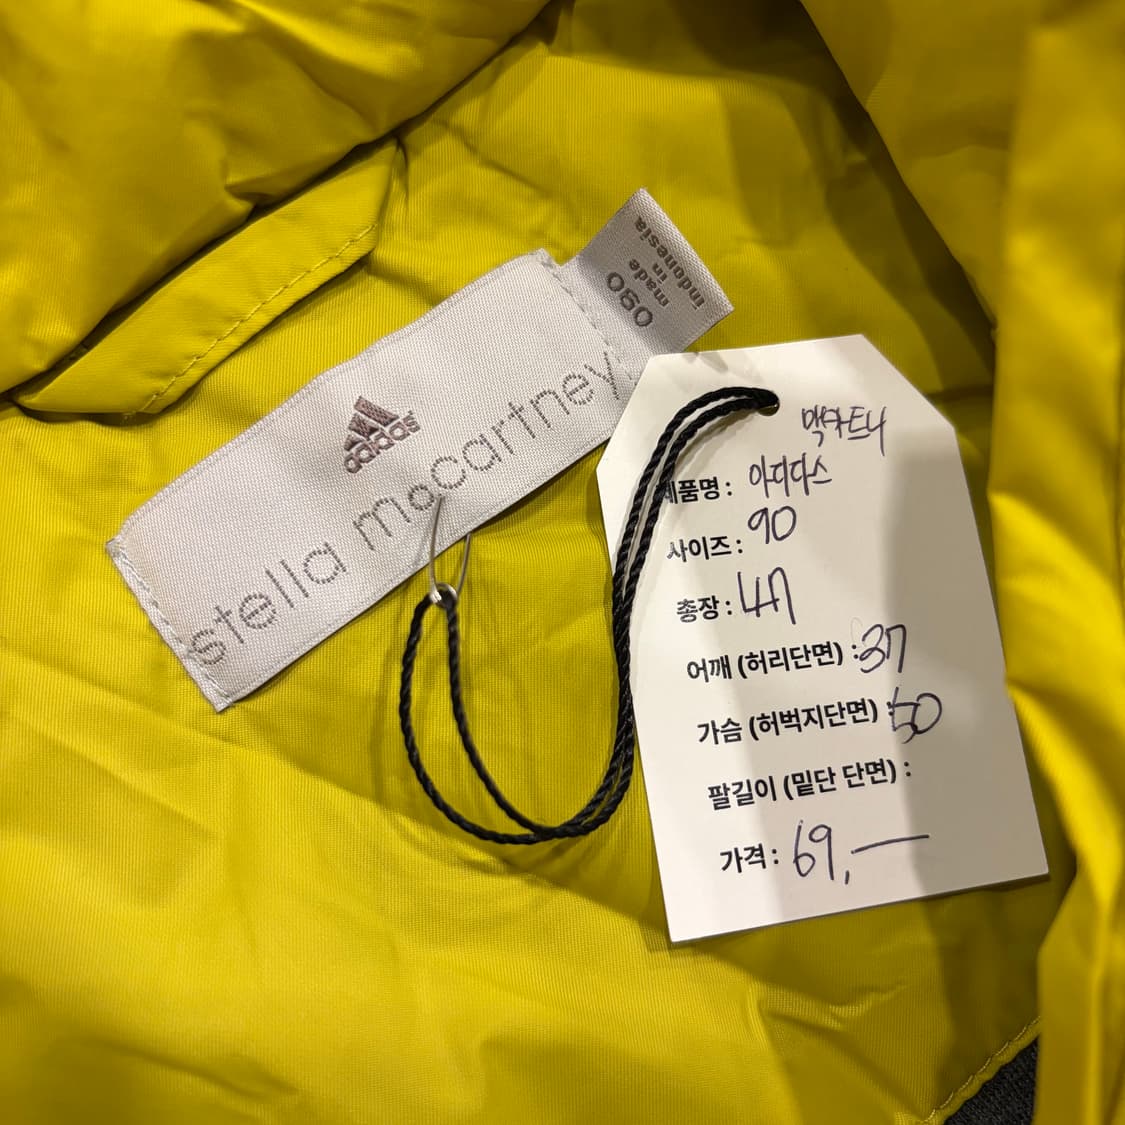 adidas
stella mccartney
090
made
in
indonesia
맥카트니
제품명 : 아디다스
사이즈 : 90
총장 : 47
어깨 (허리단면) : 37
가슴 (허벅지단면) : 50
팔길이 (밑단 단면) :
가격 : 69,—